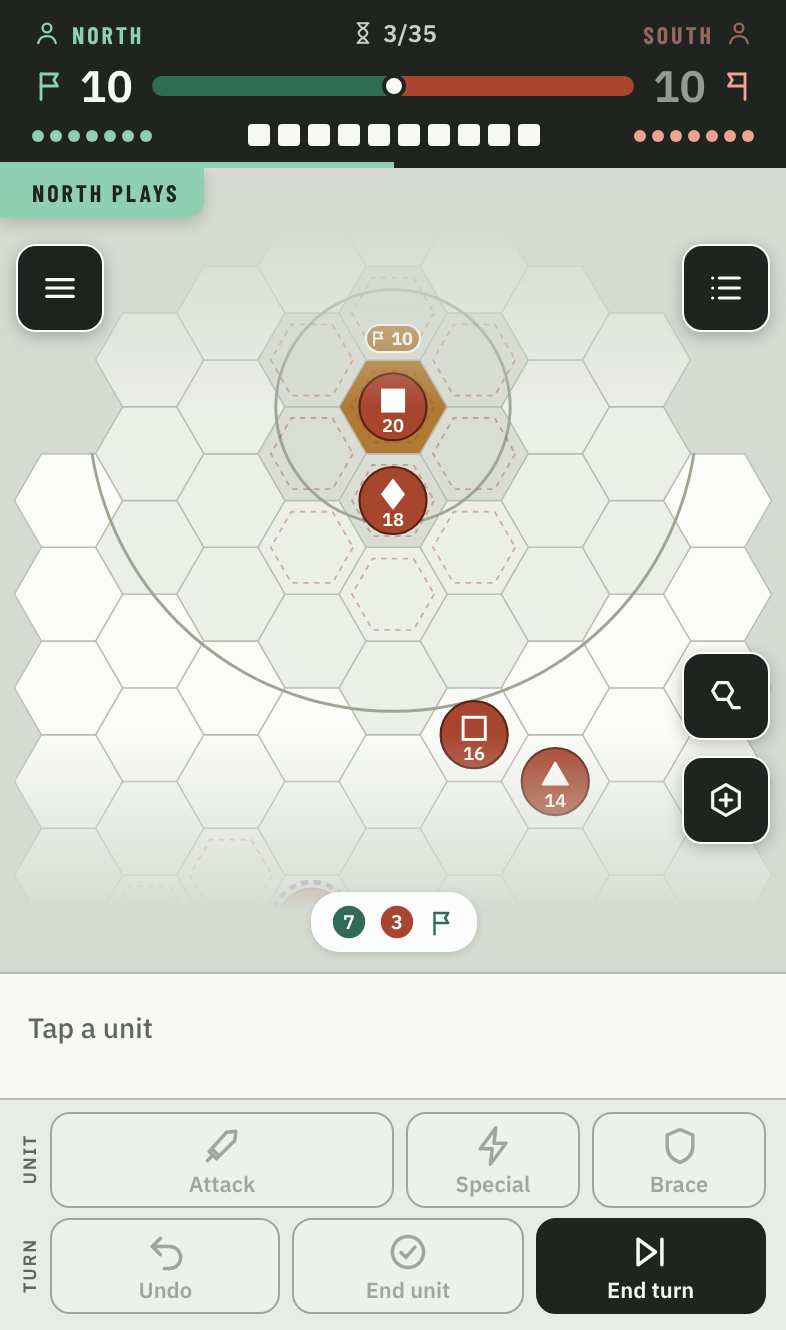 NORTH 3/35 SOUTH
10 10
NORTH PLAYS
10
20
18
16
14
7 3
Tap a unit
UNIT
Attack Special Brace
TURN
Undo End unit End turn